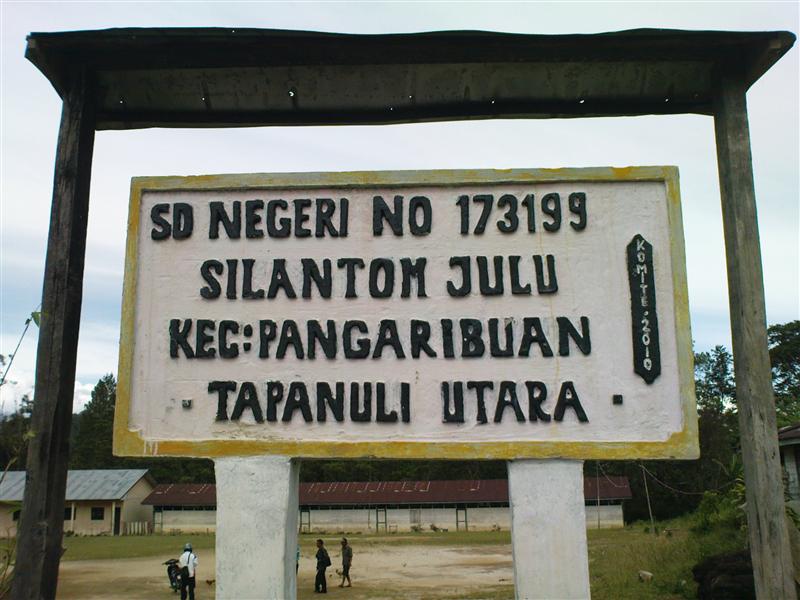 SD NEGERI NO 173199
SILANTOM JULU
KEC:PANGARIBUAN
TAPANULI UTARA
KOMITE.2010